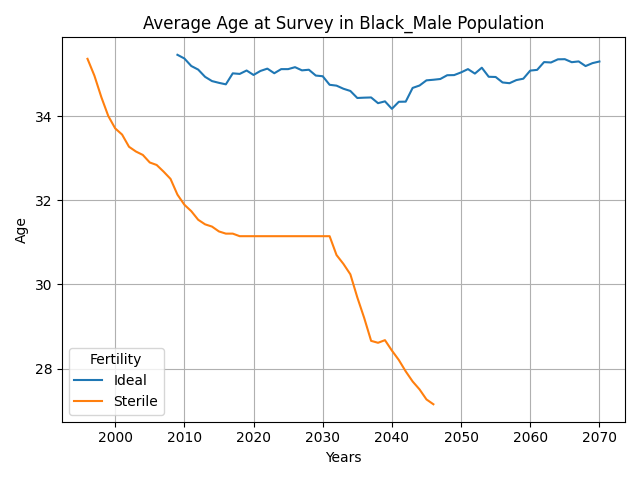 Average Age at Survey in Black_Male Population
Age
34
32
30
28
Fertility
Ideal
Sterile
2000 2010 2020 2030 2040 2050 2060 2070
Years